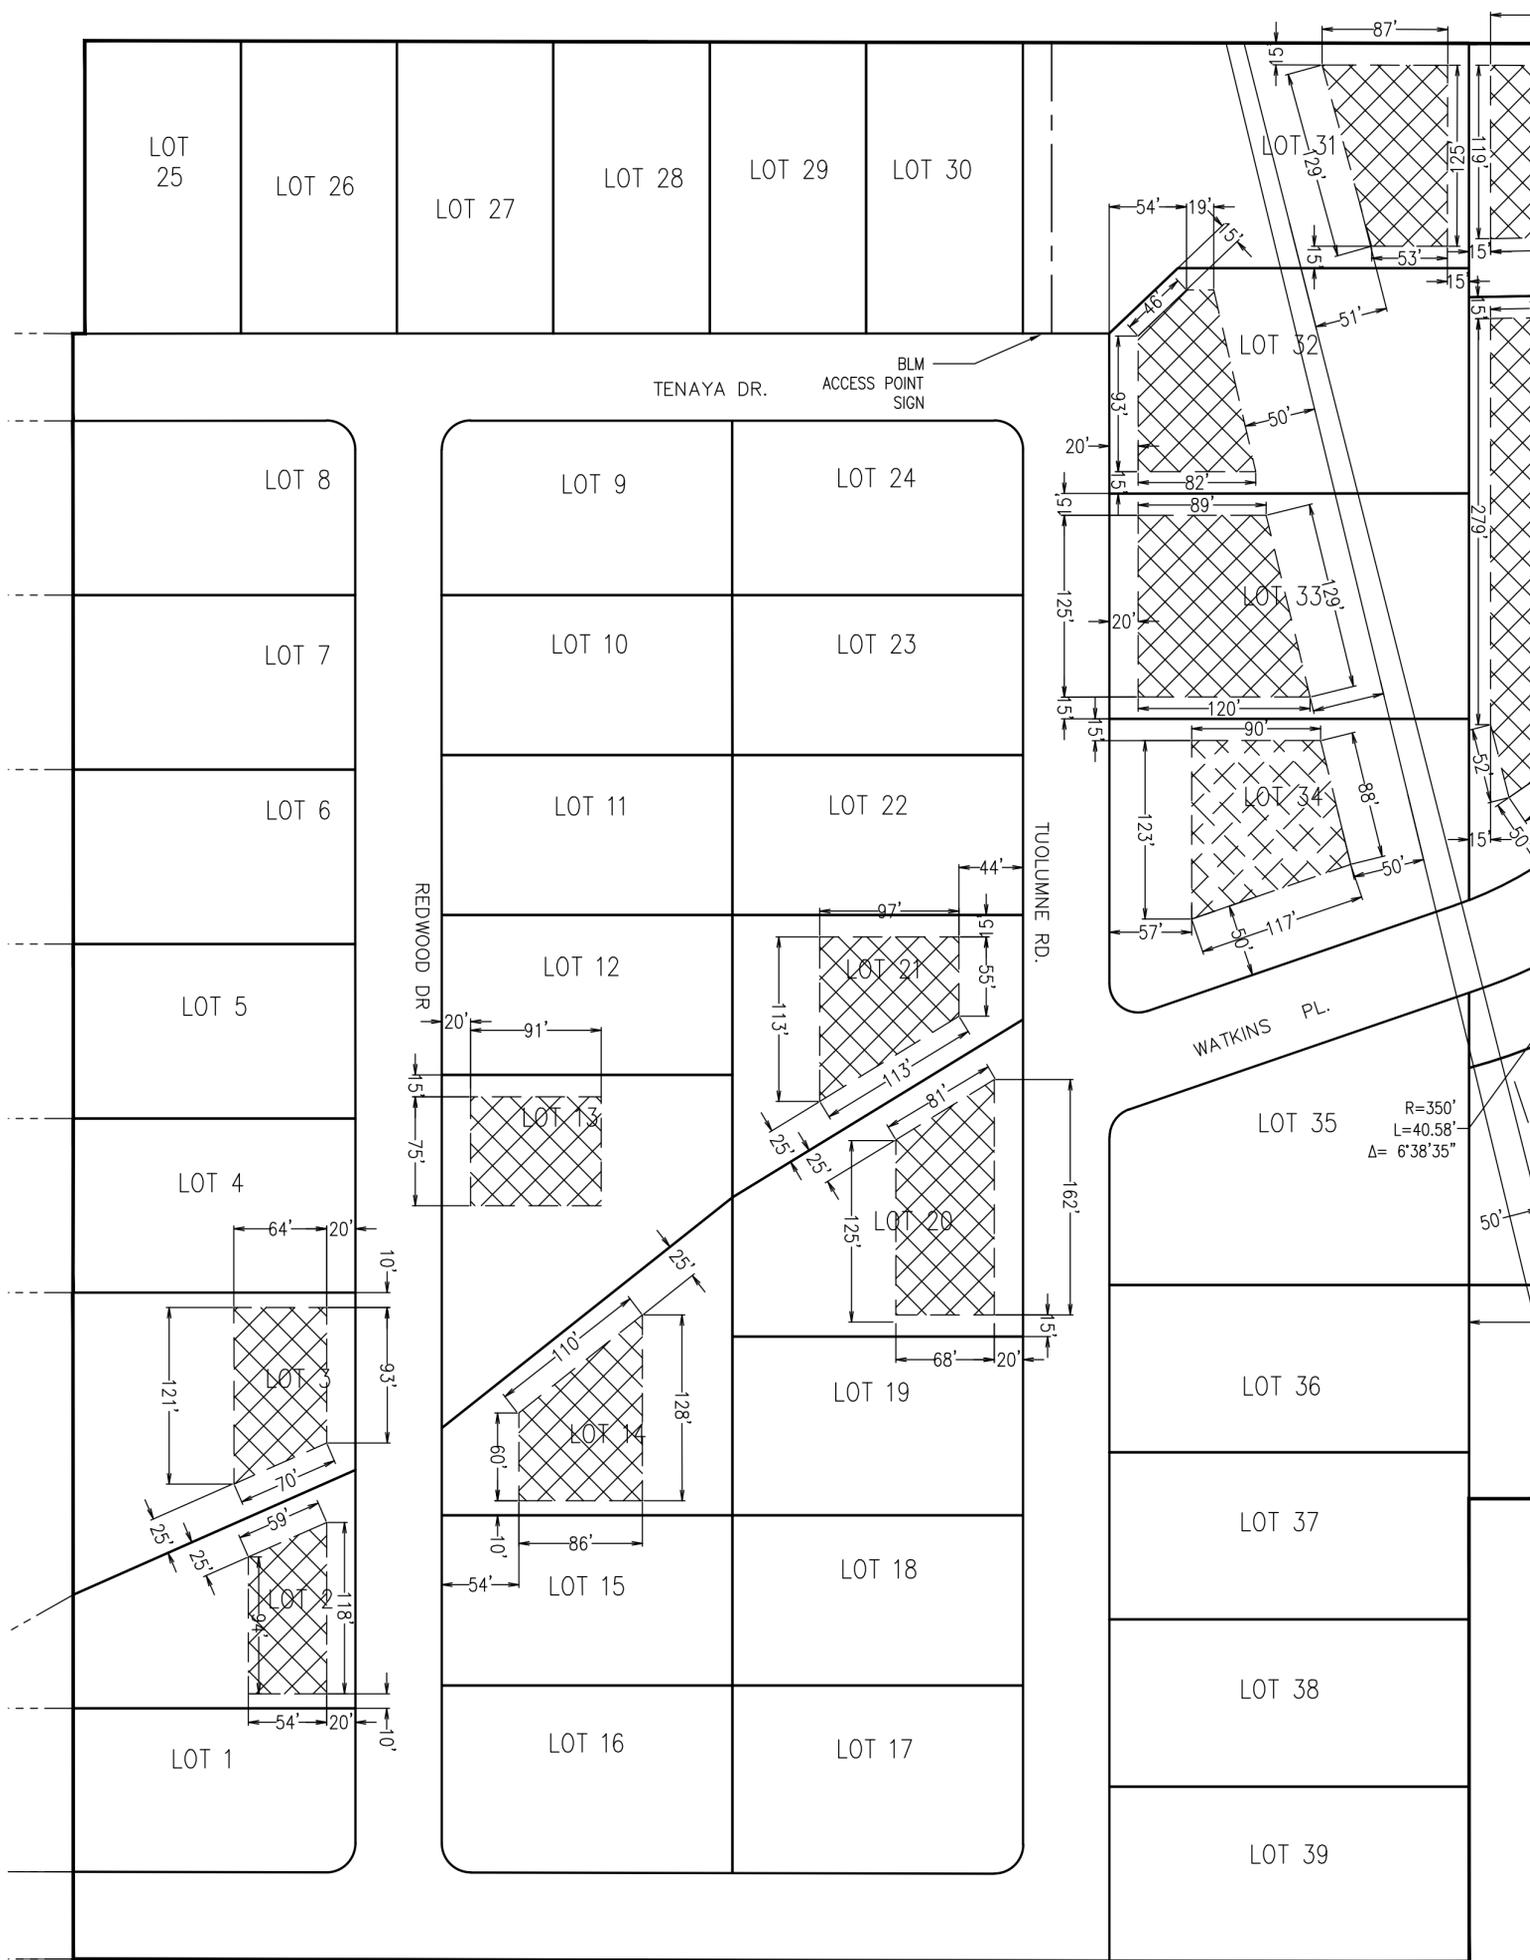 87'
15'
LOT
25
LOT 26
LOT 27
LOT 28
LOT 29
LOT 30
LOT 31
129'
125'
119'
54'
19'
15'
15'
53'
15'
15'
46'
51'
15'
LOT 32
BLM
ACCESS POINT
SIGN
TENAYA DR.
93'
50'
20'
15'
82'
LOT 8
LOT 9
LOT 24
15'
89'
279'
125'
LOT 33
129'
20'
LOT 7
LOT 10
LOT 23
15'
120'
15'
90'
LOT 6
LOT 11
LOT 22
TUOLUMNE RD.
123'
LOT 34
88'
52'
50'
15'
50'
44'
REDWOOD DR
97'
15'
57'
50'
117'
LOT 5
LOT 12
LOT 21
55'
113'
20'
91'
WATKINS PL.
113'
15'
LOT 13
75'
81'
25'
25'
LOT 35
R=350'
L=40.58'
Δ= 6°38'35"
LOT 4
162'
125'
LOT 20
50'
64'
20'
10'
25'
15'
110'
68'
20'
LOT 3
121'
93'
LOT 19
LOT 36
128'
LOT 14
60'
70'
59'
25'
25'
10'
86'
54'
LOT 37
LOT 2
118'
94'
LOT 15
LOT 18
54'
20'
10'
LOT 38
LOT 1
LOT 16
LOT 17
LOT 39